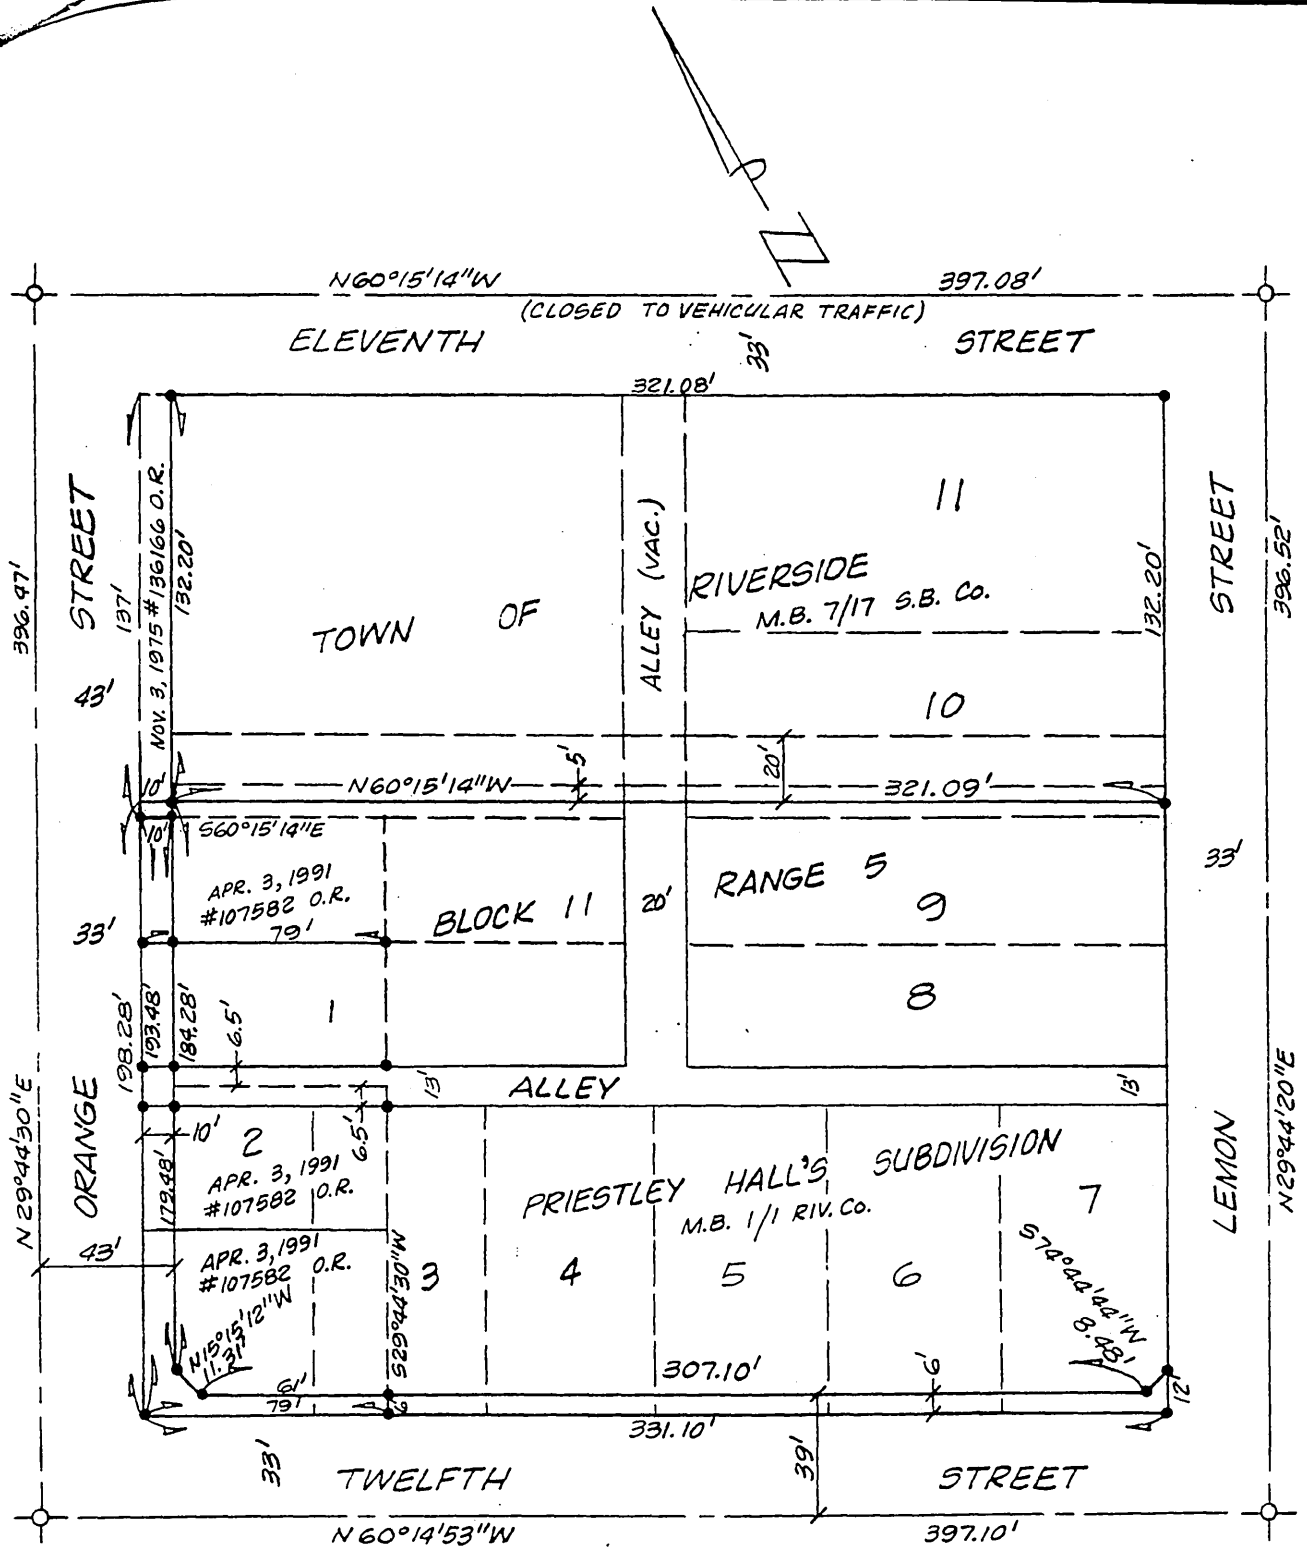 N
N60°15'14"W 397.08'
(CLOSED TO VEHICULAR TRAFFIC)
ELEVENTH 33' STREET
321.08'
11
STREET
STREET
396.47'
396.52'
137'
NOV. 3, 1975 #136166 O.R.
132.20'
ALLEY (VAC.)
132.20'
TOWN OF RIVERSIDE
M.B. 7/17 S.B. Co.
43'
10
5'
20'
10'
N60°15'14"W 321.09'
10'
S60°15'14"E
33'
APR. 3, 1991
#107582 O.R.
79'
BLOCK 11
20'
RANGE 5
9
33'
8
198.28'
193.48'
184.28'
6.5'
1
13'
ALLEY
13'
N29°44'30"E
ORANGE
10'
2
6.5'
APR. 3, 1991
#107582 O.R.
179.48'
PRIESTLEY HALL'S SUBDIVISION
M.B. 1/1 RIV. Co.
7
LEMON
N29°44'20"E
43'
APR. 3, 1991
#107582 O.R.
S29°44'30"W
3
4
5
6
N15°15'12"W
11.31'
S74°44'44"W
8.48'
307.10'
6'
12'
61'
79'
6'
331.10'
33'
39'
TWELFTH STREET
N60°14'53"W 397.10'